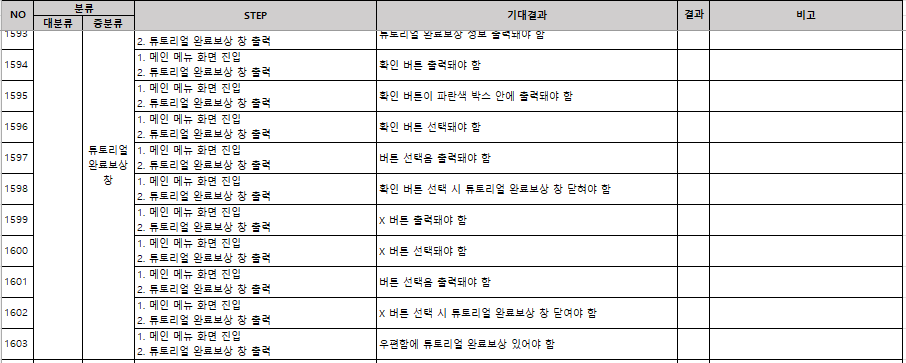 NO 분류 STEP 기대결과 결과 비고
대분류 중분류
1593 2. 튜토리얼 완료보상 창 출력 튜토리얼 완료보상 정보 출력돼야 함
1594 1. 메인 메뉴 화면 진입 확인 버튼 출력돼야 함
2. 튜토리얼 완료보상 창 출력
1595 1. 메인 메뉴 화면 진입 확인 버튼이 파란색 박스 안에 출력돼야 함
2. 튜토리얼 완료보상 창 출력
1596 1. 메인 메뉴 화면 진입 확인 버튼 선택돼야 함
2. 튜토리얼 완료보상 창 출력
튜토리얼 완료보상 창
1597 1. 메인 메뉴 화면 진입 버튼 선택음 출력돼야 함
2. 튜토리얼 완료보상 창 출력
1598 1. 메인 메뉴 화면 진입 확인 버튼 선택 시 튜토리얼 완료보상 창 닫혀야 함
2. 튜토리얼 완료보상 창 출력
1599 1. 메인 메뉴 화면 진입 X 버튼 출력돼야 함
2. 튜토리얼 완료보상 창 출력
1600 1. 메인 메뉴 화면 진입 X 버튼 선택돼야 함
2. 튜토리얼 완료보상 창 출력
1601 1. 메인 메뉴 화면 진입 버튼 선택음 출력돼야 함
2. 튜토리얼 완료보상 창 출력
1602 1. 메인 메뉴 화면 진입 X 버튼 선택 시 튜토리얼 완료보상 창 닫여야 함
2. 튜토리얼 완료보상 창 출력
1603 1. 메인 메뉴 화면 진입 우편함에 튜토리얼 완료보상 있어야 함
2. 튜토리얼 완료보상 창 출력